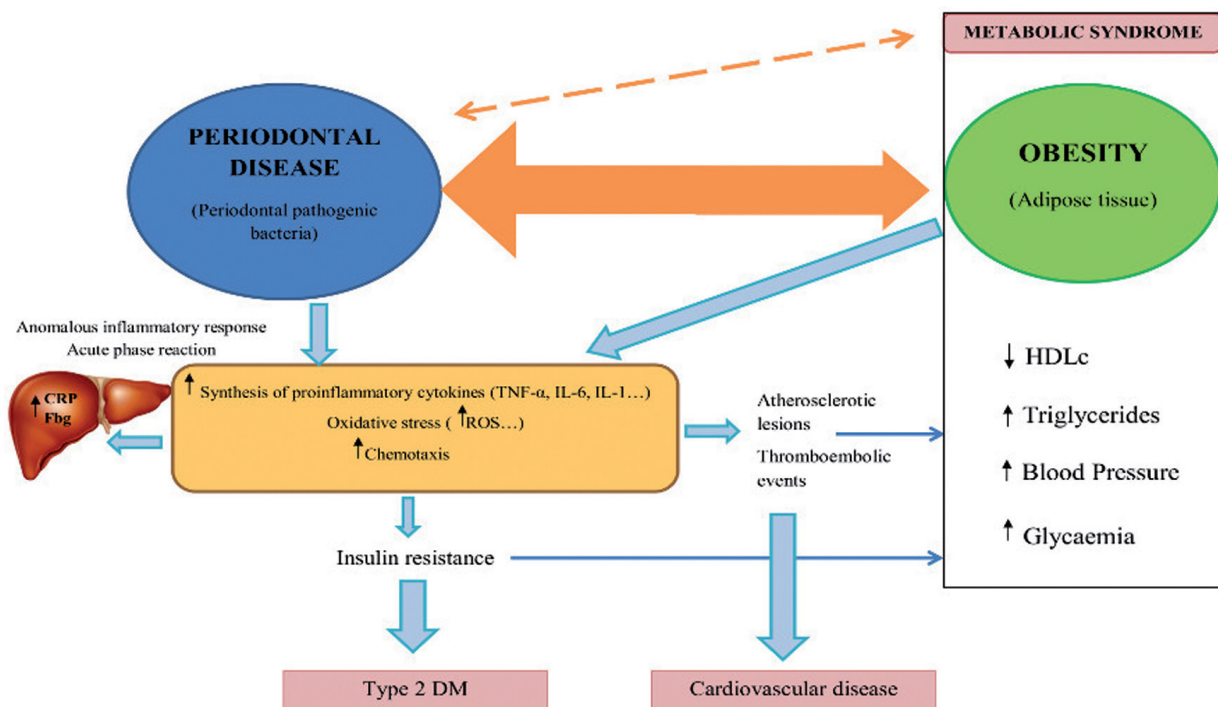 METABOLIC SYNDROME
PERIODONTAL
DISEASE
(Periodontal pathogenic
bacteria)
OBESITY
(Adipose tissue)
Anomalous inflammatory response
Acute phase reaction
↑ CRP
Fbg
↑ Synthesis of proinflammatory cytokines (TNF-α, IL-6, IL-1…)
Oxidative stress ( ↑ROS…)
↑Chemotaxis
Atherosclerotic
lesions
Thromboembolic
events
↓ HDLc
↑ Triglycerides
↑ Blood Pressure
↑ Glycaemia
Insulin resistance
Type 2 DM
Cardiovascular disease